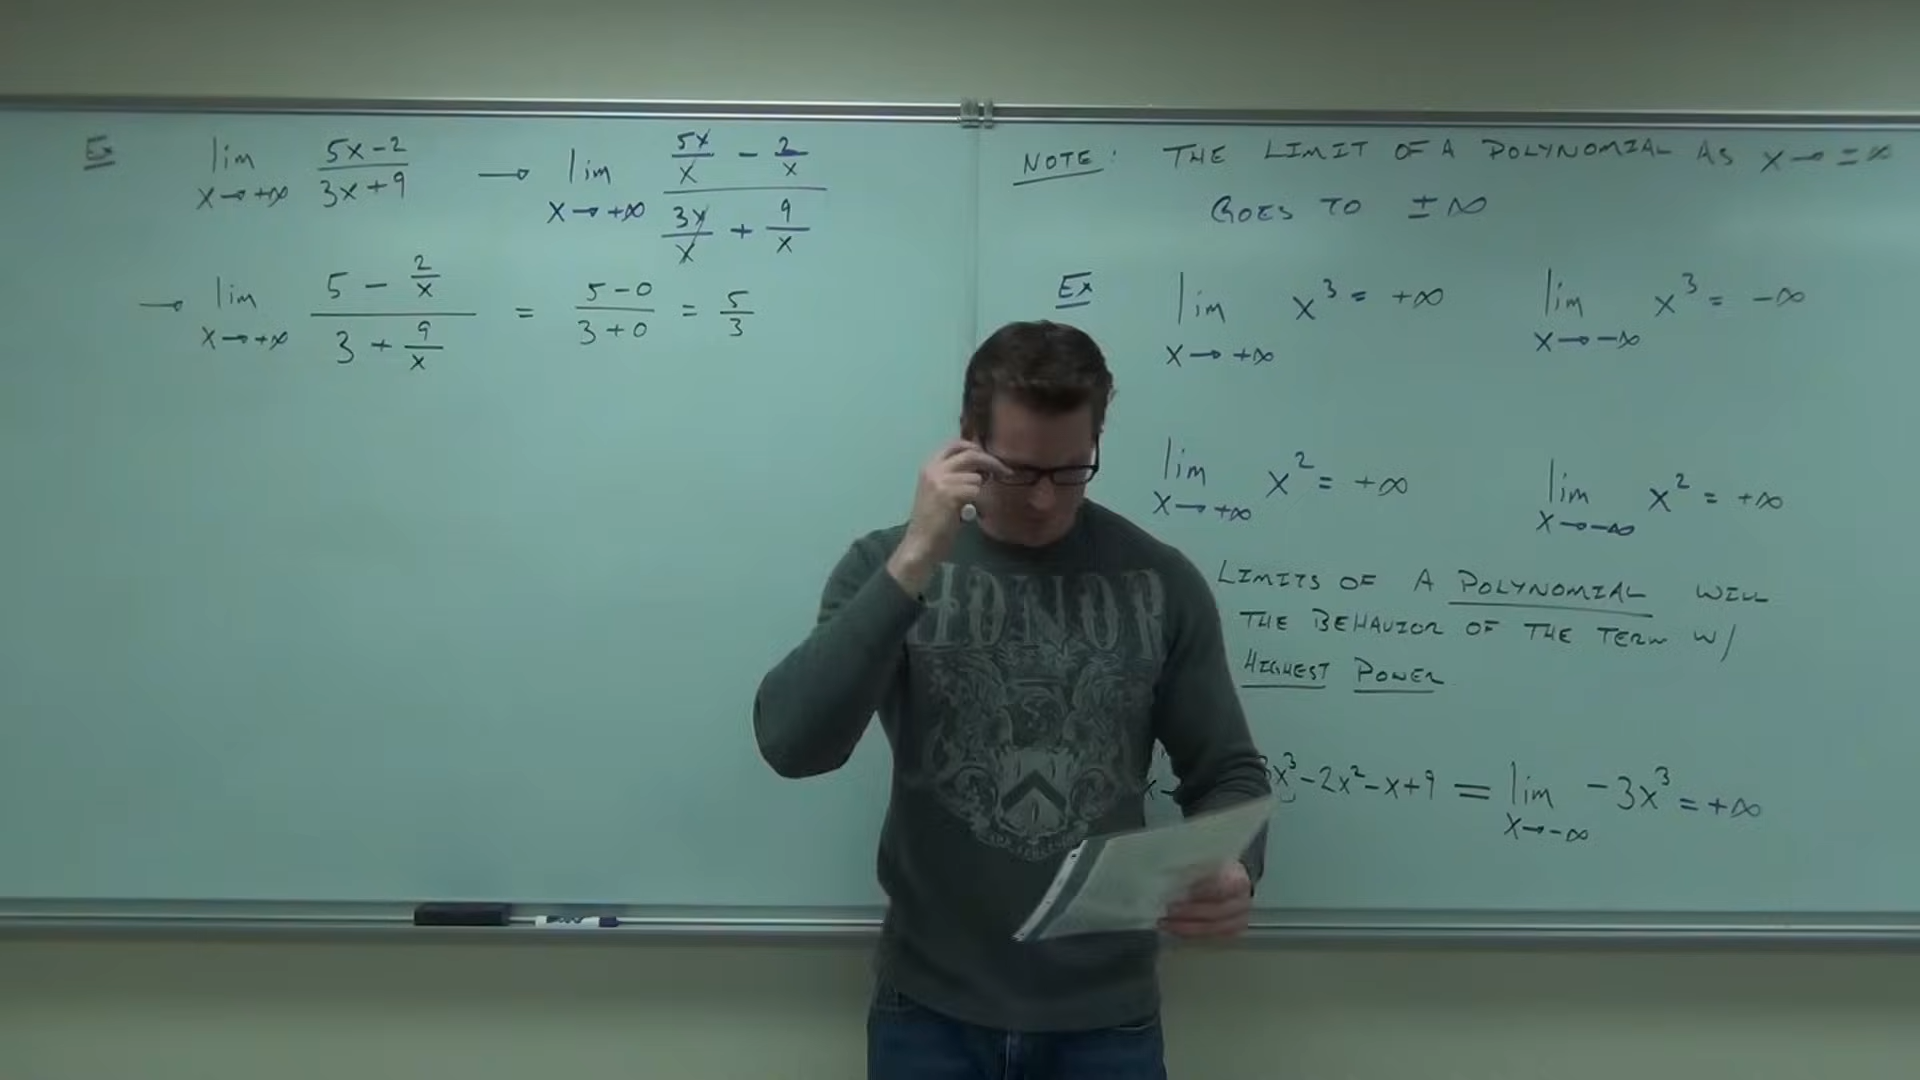 Ex lim x→+∞ (5x-2)/(3x+9) → lim x→+∞ (5x/x - 2/x)/(3x/x + 9/x)
→ lim x→+∞ (5 - 2/x)/(3 + 9/x) = (5-0)/(3+0) = 5/3
NOTE: THE LIMIT OF A POLYNOMIAL AS x→±∞
GOES TO ±∞
Ex lim x→+∞ x³ = +∞ lim x→-∞ x³ = -∞
lim x→+∞ x² = +∞ lim x→-∞ x² = +∞
LIMITS OF A POLYNOMIAL WILL
THE BEHAVIOR OF THE TERM W/
HIGHEST POWER
3x³-2x²-x+9 = lim x→-∞ -3x³ = +∞
HONOR